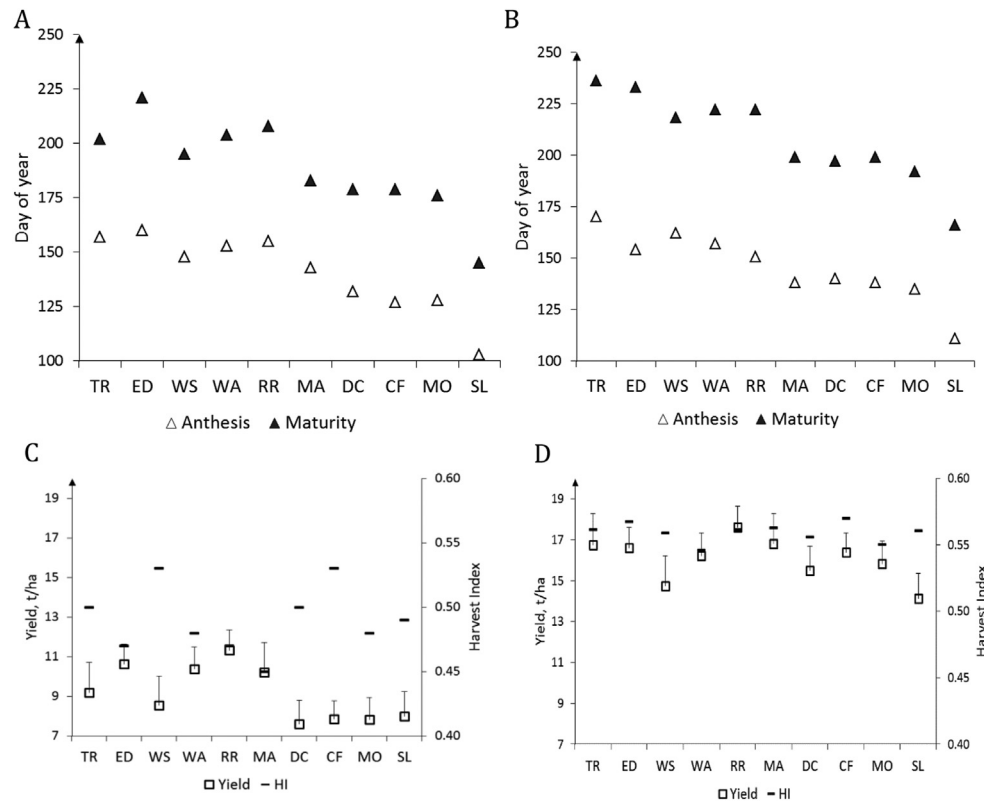 A
250
225
200
175
150
125
100
Day of year
TR ED WS WA RR MA DC CF MO SL
△ Anthesis ▲ Maturity
B
250
225
200
175
150
125
100
Day of year
TR ED WS WA RR MA DC CF MO SL
△ Anthesis ▲ Maturity
C
19
17
15
13
11
9
7
Yield, t/ha
0.60
0.55
0.50
0.45
0.40
Harvest Index
TR ED WS WA RR MA DC CF MO SL
Yield HI
D
19
17
15
13
11
9
7
Yield, t/ha
0.60
0.55
0.50
0.45
0.40
Harvest Index
TR ED WS WA RR MA DC CF MO SL
Yield HI